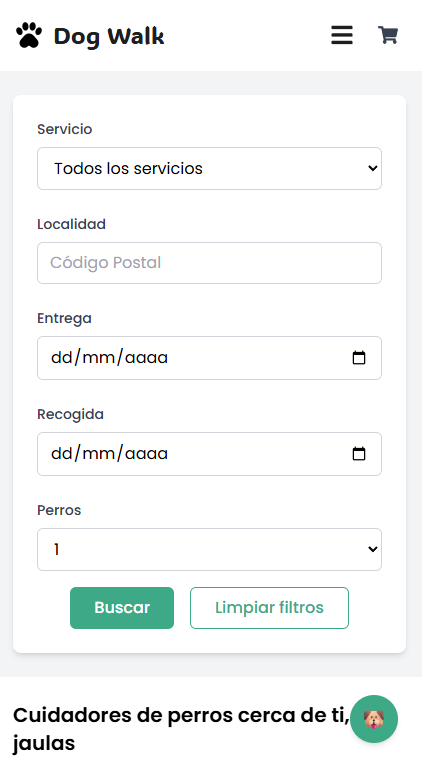 Dog Walk
Servicio
Todos los servicios
Localidad
Código Postal
Entrega
dd/mm/aaaa
Recogida
dd/mm/aaaa
Perros
1
Buscar
Limpiar filtros
Cuidadores de perros cerca de ti,
jaulas